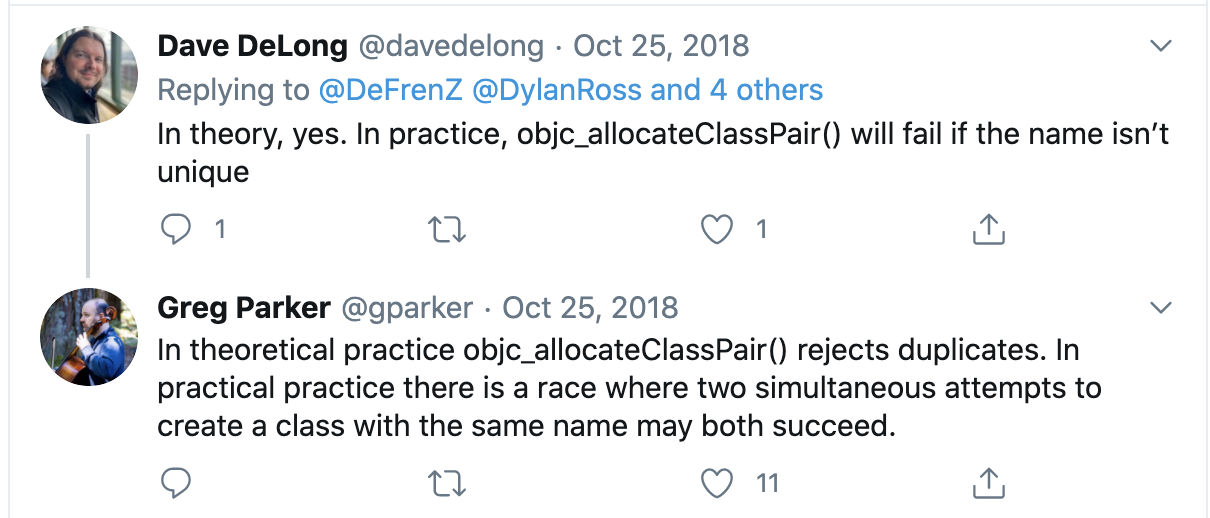 Dave DeLong @davedelong · Oct 25, 2018
Replying to @DeFrenZ @DylanRoss and 4 others
In theory, yes. In practice, objc_allocateClassPair() will fail if the name isn’t
unique
1 1
Greg Parker @gparker · Oct 25, 2018
In theoretical practice objc_allocateClassPair() rejects duplicates. In
practical practice there is a race where two simultaneous attempts to
create a class with the same name may both succeed.
11